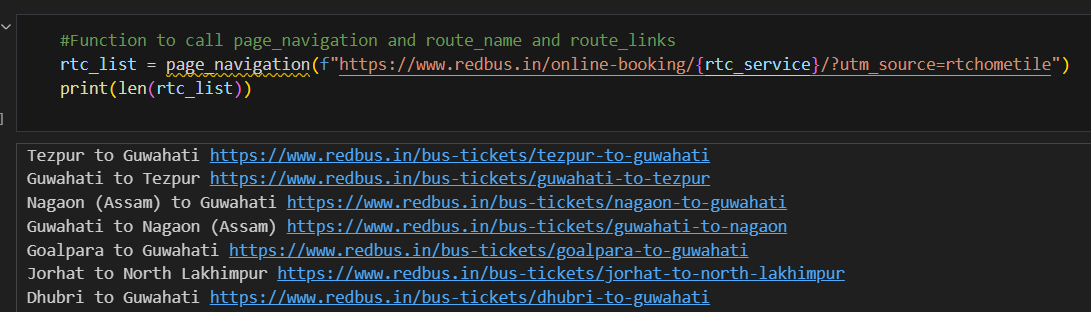 #Function to call page_navigation and route_name and route_links
rtc_list = page_navigation(f"https://www.redbus.in/online-booking/{rtc_service}/?utm_source=rtchometile")
print(len(rtc_list))
]
Tezpur to Guwahati https://www.redbus.in/bus-tickets/tezpur-to-guwahati
Guwahati to Tezpur https://www.redbus.in/bus-tickets/guwahati-to-tezpur
Nagaon (Assam) to Guwahati https://www.redbus.in/bus-tickets/nagaon-to-guwahati
Guwahati to Nagaon (Assam) https://www.redbus.in/bus-tickets/guwahati-to-nagaon
Goalpara to Guwahati https://www.redbus.in/bus-tickets/goalpara-to-guwahati
Jorhat to North Lakhimpur https://www.redbus.in/bus-tickets/jorhat-to-north-lakhimpur
Dhubri to Guwahati https://www.redbus.in/bus-tickets/dhubri-to-guwahati